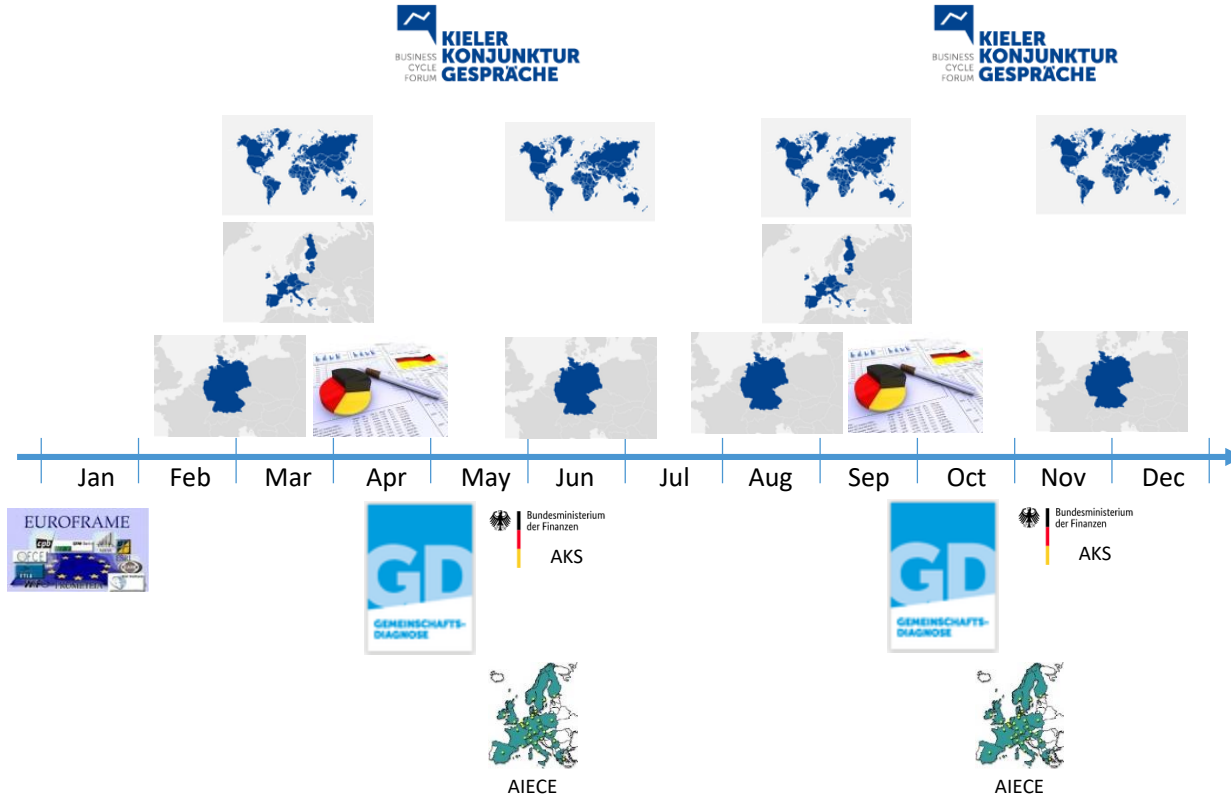 BUSINESS
CYCLE
FORUM
KIELER
KONJUNKTUR
GESPRÄCHE
BUSINESS
CYCLE
FORUM
KIELER
KONJUNKTUR
GESPRÄCHE
Jan Feb Mar Apr May Jun Jul Aug Sep Oct Nov Dec
EUROFRAME
cpb
OFCE
PROMETEIA
GD
GEMEINSCHAFTS-
DIAGNOSE
Bundesministerium
der Finanzen
AKS
GD
GEMEINSCHAFTS-
DIAGNOSE
Bundesministerium
der Finanzen
AKS
AIECE
AIECE